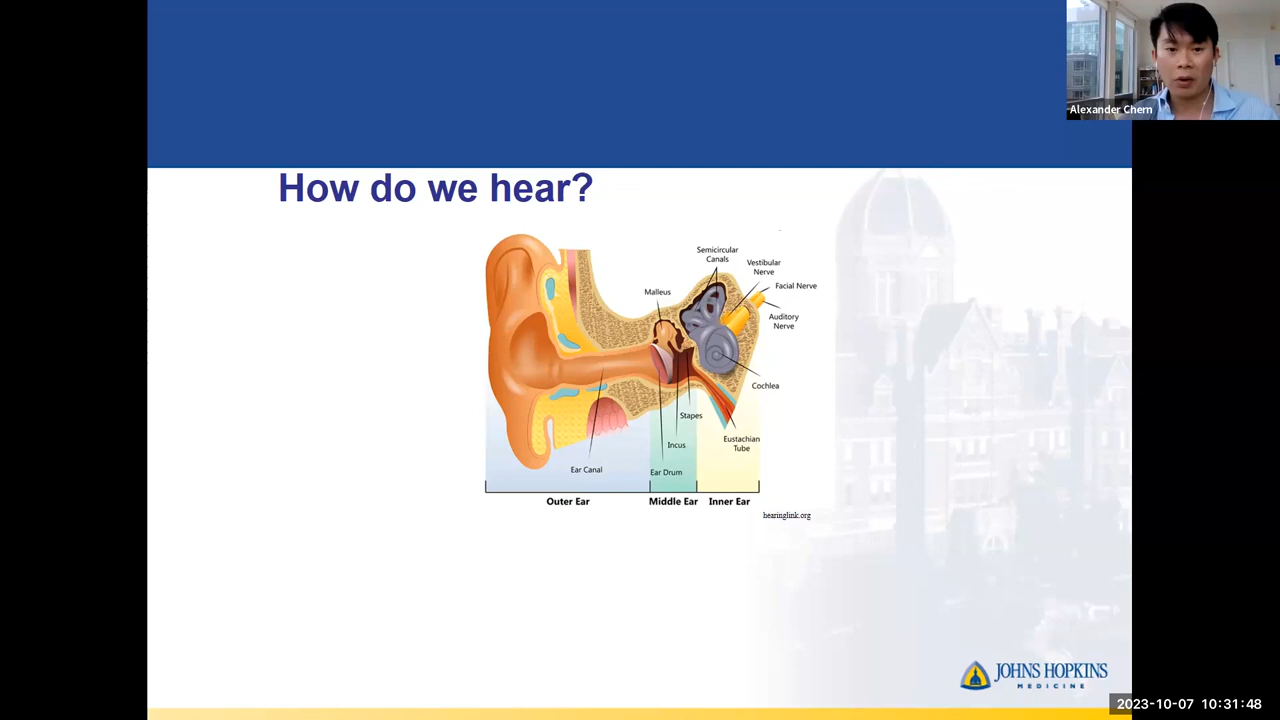 Alexander Chern
How do we hear?
Semicircular
Canals
Vestibular
Nerve
Facial Nerve
Malleus
Auditory
Nerve
Cochlea
Stapes
Eustachian
Tube
Incus
Ear Canal
Ear Drum
Outer Ear
Middle Ear
Inner Ear
hearinglink.org
JOHNS HOPKINS
MEDICINE
2023-10-07 10:31:48